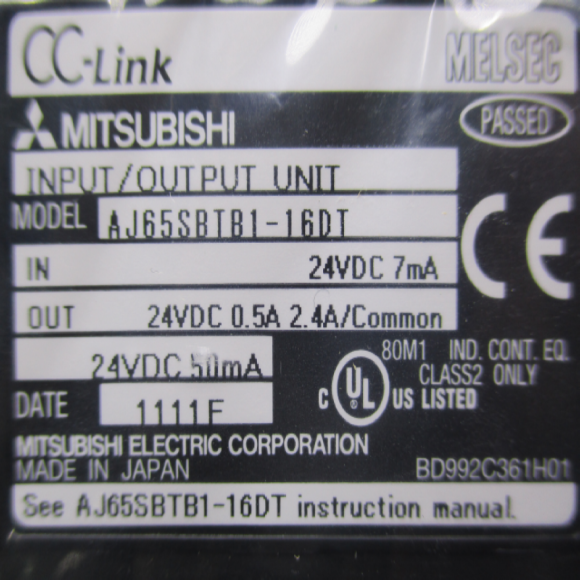 CC-Link MELSEC
MITSUBISHI PASSED
INPUT/OUTPUT UNIT
MODEL AJ65SBTB1-16DT
CE
IN 24VDC 7mA
OUT 24VDC 0.5A 2.4A/Common
24VDC 50mA
80M1 IND. CONT. EQ.
CLASS2 ONLY
C UL US LISTED
DATE 1111F
MITSUBISHI ELECTRIC CORPORATION
MADE IN JAPAN BD992C361H01
See AJ65SBTB1-16DT instruction manual.